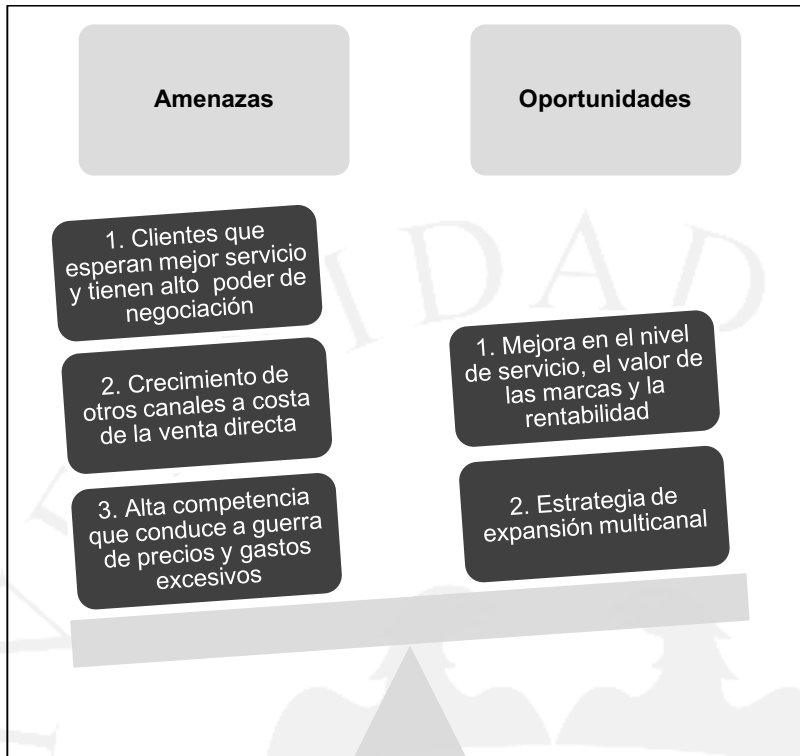 Amenazas
Oportunidades
1. Clientes que
esperan mejor servicio
y tienen alto poder de
negociación
2. Crecimiento de
otros canales a costa
de la venta directa
3. Alta competencia
que conduce a guerra
de precios y gastos
excesivos
1. Mejora en el nivel
de servicio, el valor de
las marcas y la
rentabilidad
2. Estrategia de
expansión multicanal